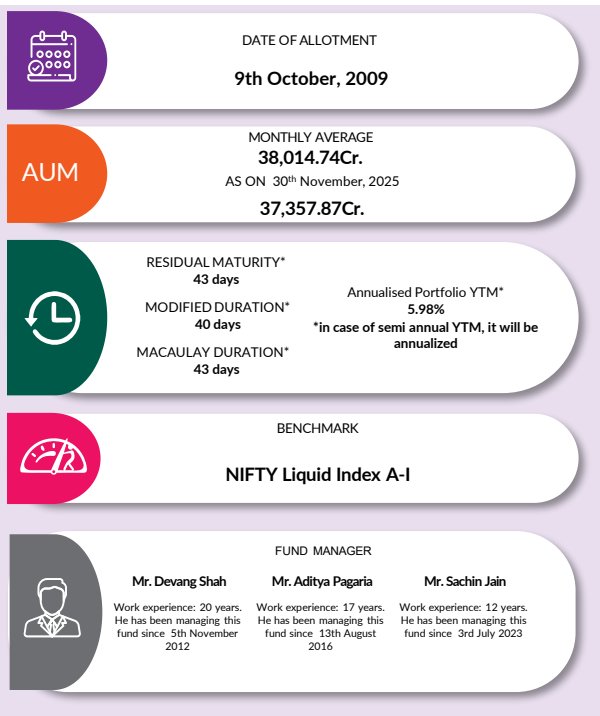 DATE OF ALLOTMENT
9th October, 2009
AUM
MONTHLY AVERAGE
38,014.74Cr.
AS ON 30th November, 2025
37,357.87Cr.
RESIDUAL MATURITY*
43 days
MODIFIED DURATION*
40 days
MACAULAY DURATION*
43 days
Annualised Portfolio YTM*
5.98%
*in case of semi annual YTM, it will be
annualized
BENCHMARK
NIFTY Liquid Index A-I
FUND MANAGER
Mr. Devang Shah
Work experience: 20 years.
He has been managing this
fund since 5th November
2012
Mr. Aditya Pagaria
Work experience: 17 years.
He has been managing this
fund since 13th August
2016
Mr. Sachin Jain
Work experience: 12 years.
He has been managing this
fund since 3rd July 2023